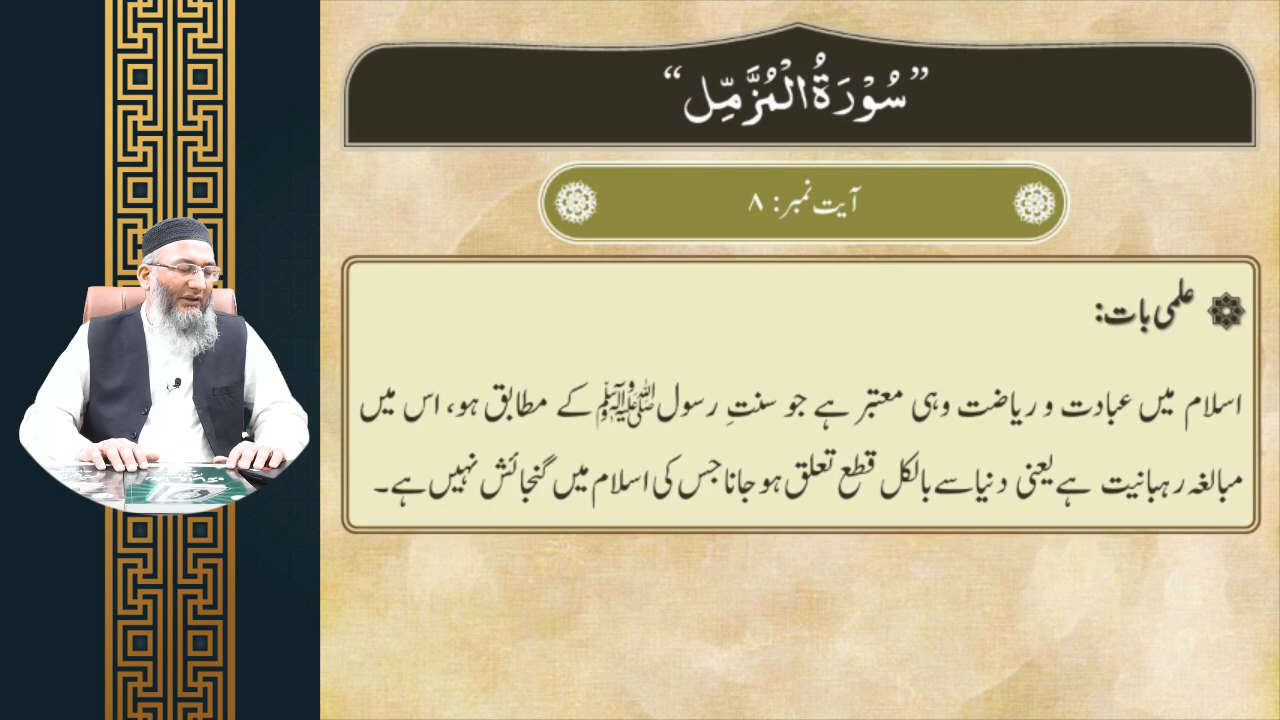 ”سُوْرَۃُ الْمُزَّمِّل“
آیت نمبر: ۸
علمی بات:
اسلام میں عبادت و ریاضت وہی معتبر ہے جو سنتِ رسول ﷺ کے مطابق ہو، اس میں
مبالغہ رہبانیت ہے یعنی دنیا سے بالکل قطع تعلق ہو جانا جس کی اسلام میں گنجائش نہیں ہے۔